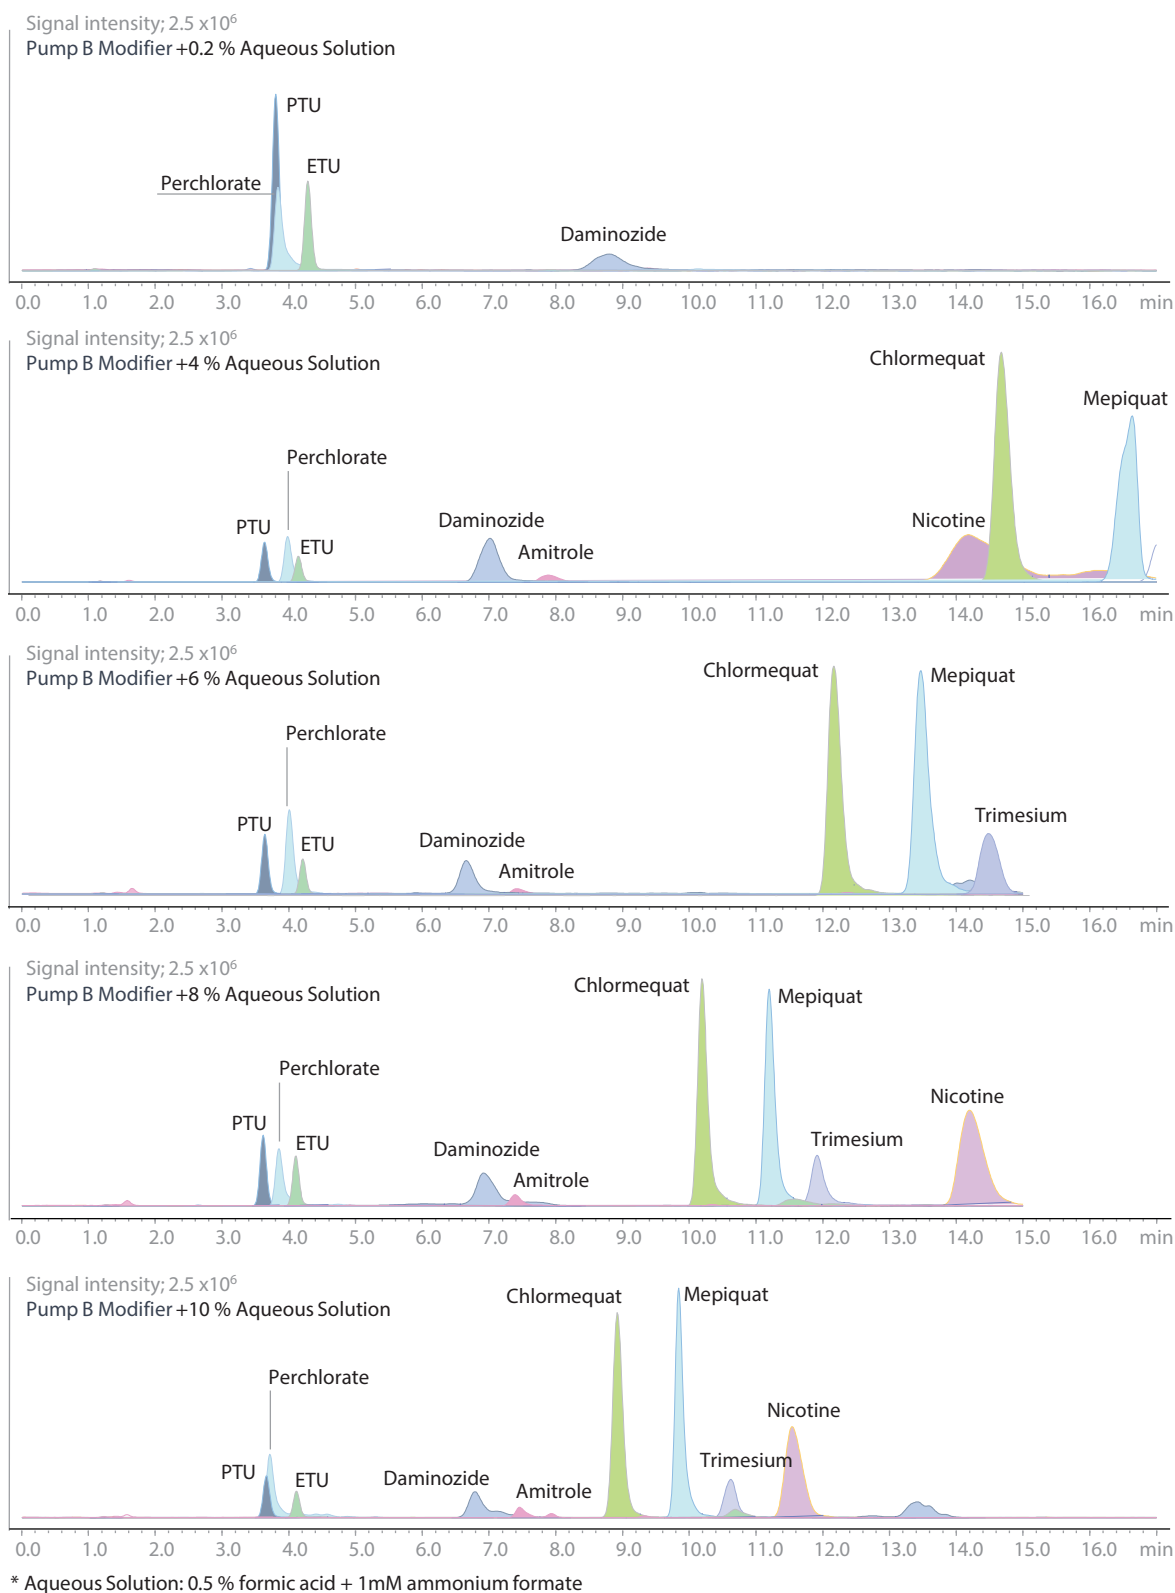 Signal intensity; 2.5 x10⁶
Pump B Modifier +0.2 % Aqueous Solution
PTU
ETU
Perchlorate
Daminozide
0.0 1.0 2.0 3.0 4.0 5.0 6.0 7.0 8.0 9.0 10.0 11.0 12.0 13.0 14.0 15.0 16.0 min
Signal intensity; 2.5 x10⁶
Pump B Modifier +4 % Aqueous Solution
Chlormequat
Mepiquat
Perchlorate
PTU
ETU
Daminozide
Amitrole
Nicotine
0.0 1.0 2.0 3.0 4.0 5.0 6.0 7.0 8.0 9.0 10.0 11.0 12.0 13.0 14.0 15.0 16.0 min
Signal intensity; 2.5 x10⁶
Pump B Modifier +6 % Aqueous Solution
Chlormequat
Mepiquat
Perchlorate
PTU
ETU
Daminozide
Amitrole
Trimesium
0.0 1.0 2.0 3.0 4.0 5.0 6.0 7.0 8.0 9.0 10.0 11.0 12.0 13.0 14.0 15.0 16.0 min
Signal intensity; 2.5 x10⁶
Pump B Modifier +8 % Aqueous Solution
Chlormequat
Mepiquat
Perchlorate
PTU
ETU
Daminozide
Amitrole
Trimesium
Nicotine
0.0 1.0 2.0 3.0 4.0 5.0 6.0 7.0 8.0 9.0 10.0 11.0 12.0 13.0 14.0 15.0 16.0 min
Signal intensity; 2.5 x10⁶
Pump B Modifier +10 % Aqueous Solution
Chlormequat
Mepiquat
Perchlorate
PTU
ETU
Daminozide
Amitrole
Trimesium
Nicotine
0.0 1.0 2.0 3.0 4.0 5.0 6.0 7.0 8.0 9.0 10.0 11.0 12.0 13.0 14.0 15.0 16.0 min
* Aqueous Solution: 0.5 % formic acid + 1mM ammonium formate